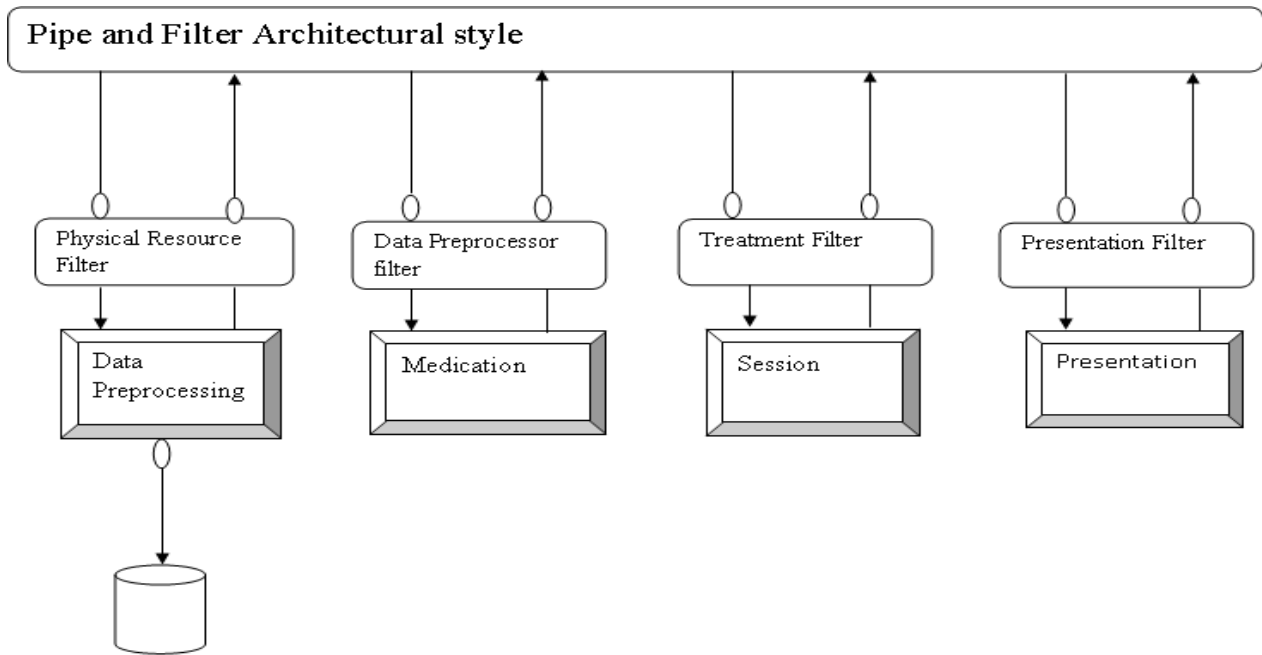 Pipe and Filter Architectural style
Physical Resource
Filter
Data Preprocessor
filter
Treatment Filter
Presentation Filter
Data
Preprocessing
Medication
Session
Presentation